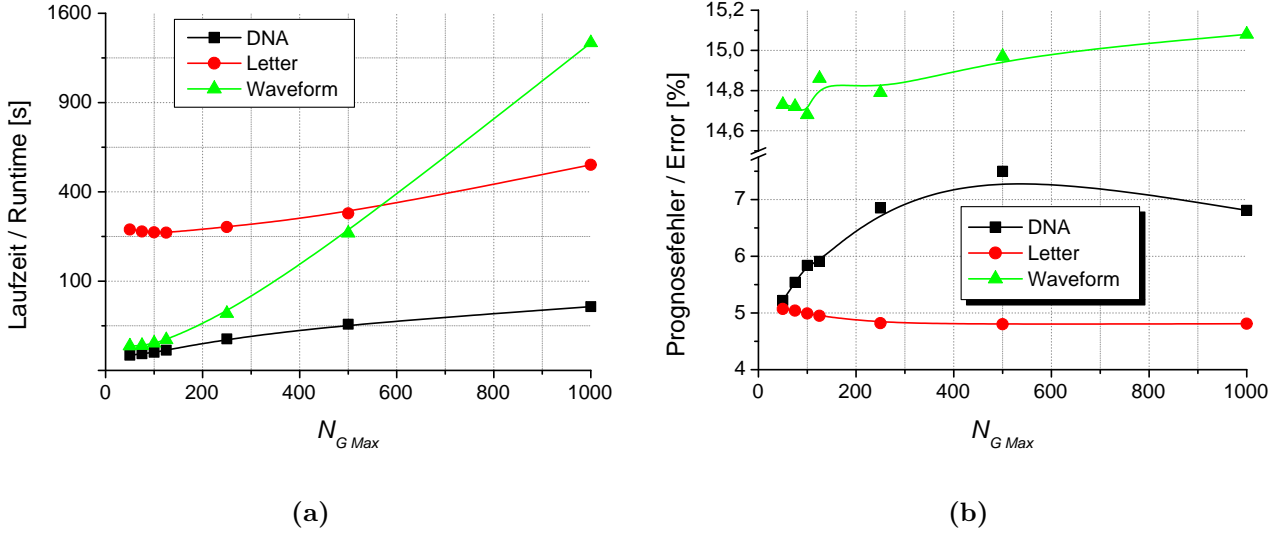 1600
900
400
100
Laufzeit / Runtime [s]
DNA
Letter
Waveform
0 200 400 600 800 1000
N_{G Max}
(a)
15,2
15,0
14,8
14,6
7
6
5
4
Prognosefehler / Error [%]
DNA
Letter
Waveform
0 200 400 600 800 1000
N_{G Max}
(b)